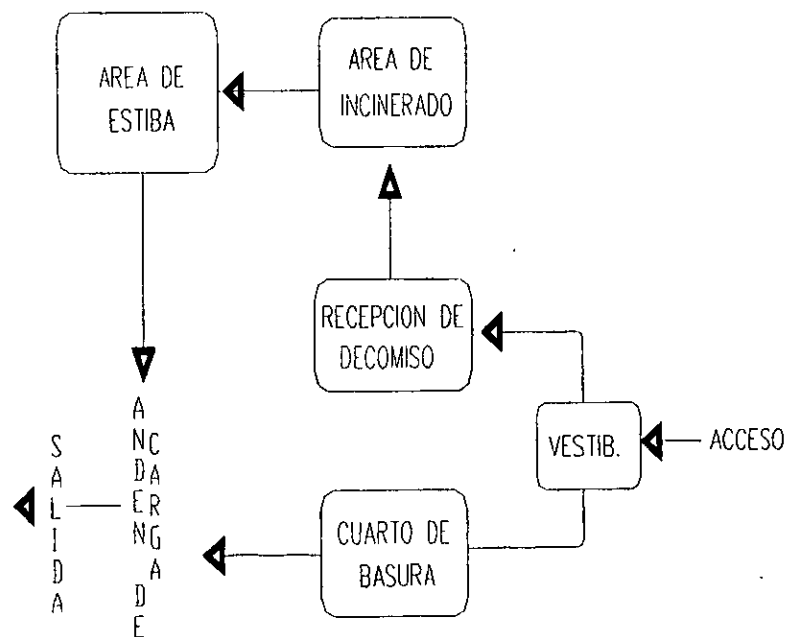 AREA DE
ESTIBA
AREA DE
INCINERADO
RECEPCION DE
DECOMISO
VESTIB.
ACCESO
CUARTO DE
BASURA
ANDEN DE
CARGA
SALIDA